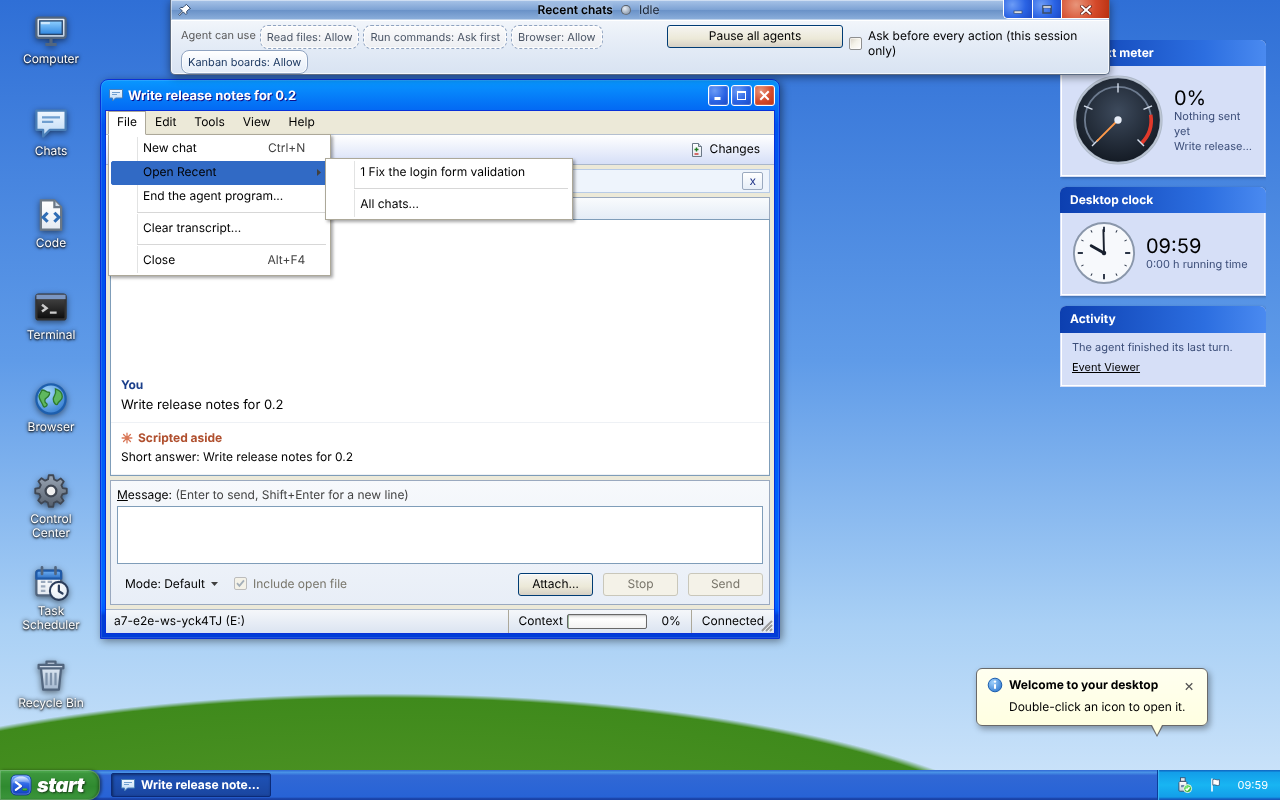 Recent chats Idle
Agent can use Read files: Allow Run commands: Ask first Browser: Allow
Kanban boards: Allow
Pause all agents
Ask before every action (this session
only)
Computer
Chats
Code
Terminal
Browser
Control
Center
Task
Scheduler
Recycle Bin
Write release notes for 0.2
File Edit Tools View Help
New chat Ctrl+N
Open Recent
End the agent program...
Clear transcript...
Close Alt+F4
1 Fix the login form validation
All chats...
Changes
x
You
Write release notes for 0.2
Scripted aside
Short answer: Write release notes for 0.2
Message: (Enter to send, Shift+Enter for a new line)
Mode: Default Include open file Attach... Stop Send
a7-e2e-ws-yck4TJ (E:) Context 0% Connected
meter
0%
Nothing sent
yet
Write release...
Desktop clock
09:59
0:00 h running time
Activity
The agent finished its last turn.
Event Viewer
Welcome to your desktop
Double-click an icon to open it.
start Write release note... 09:59